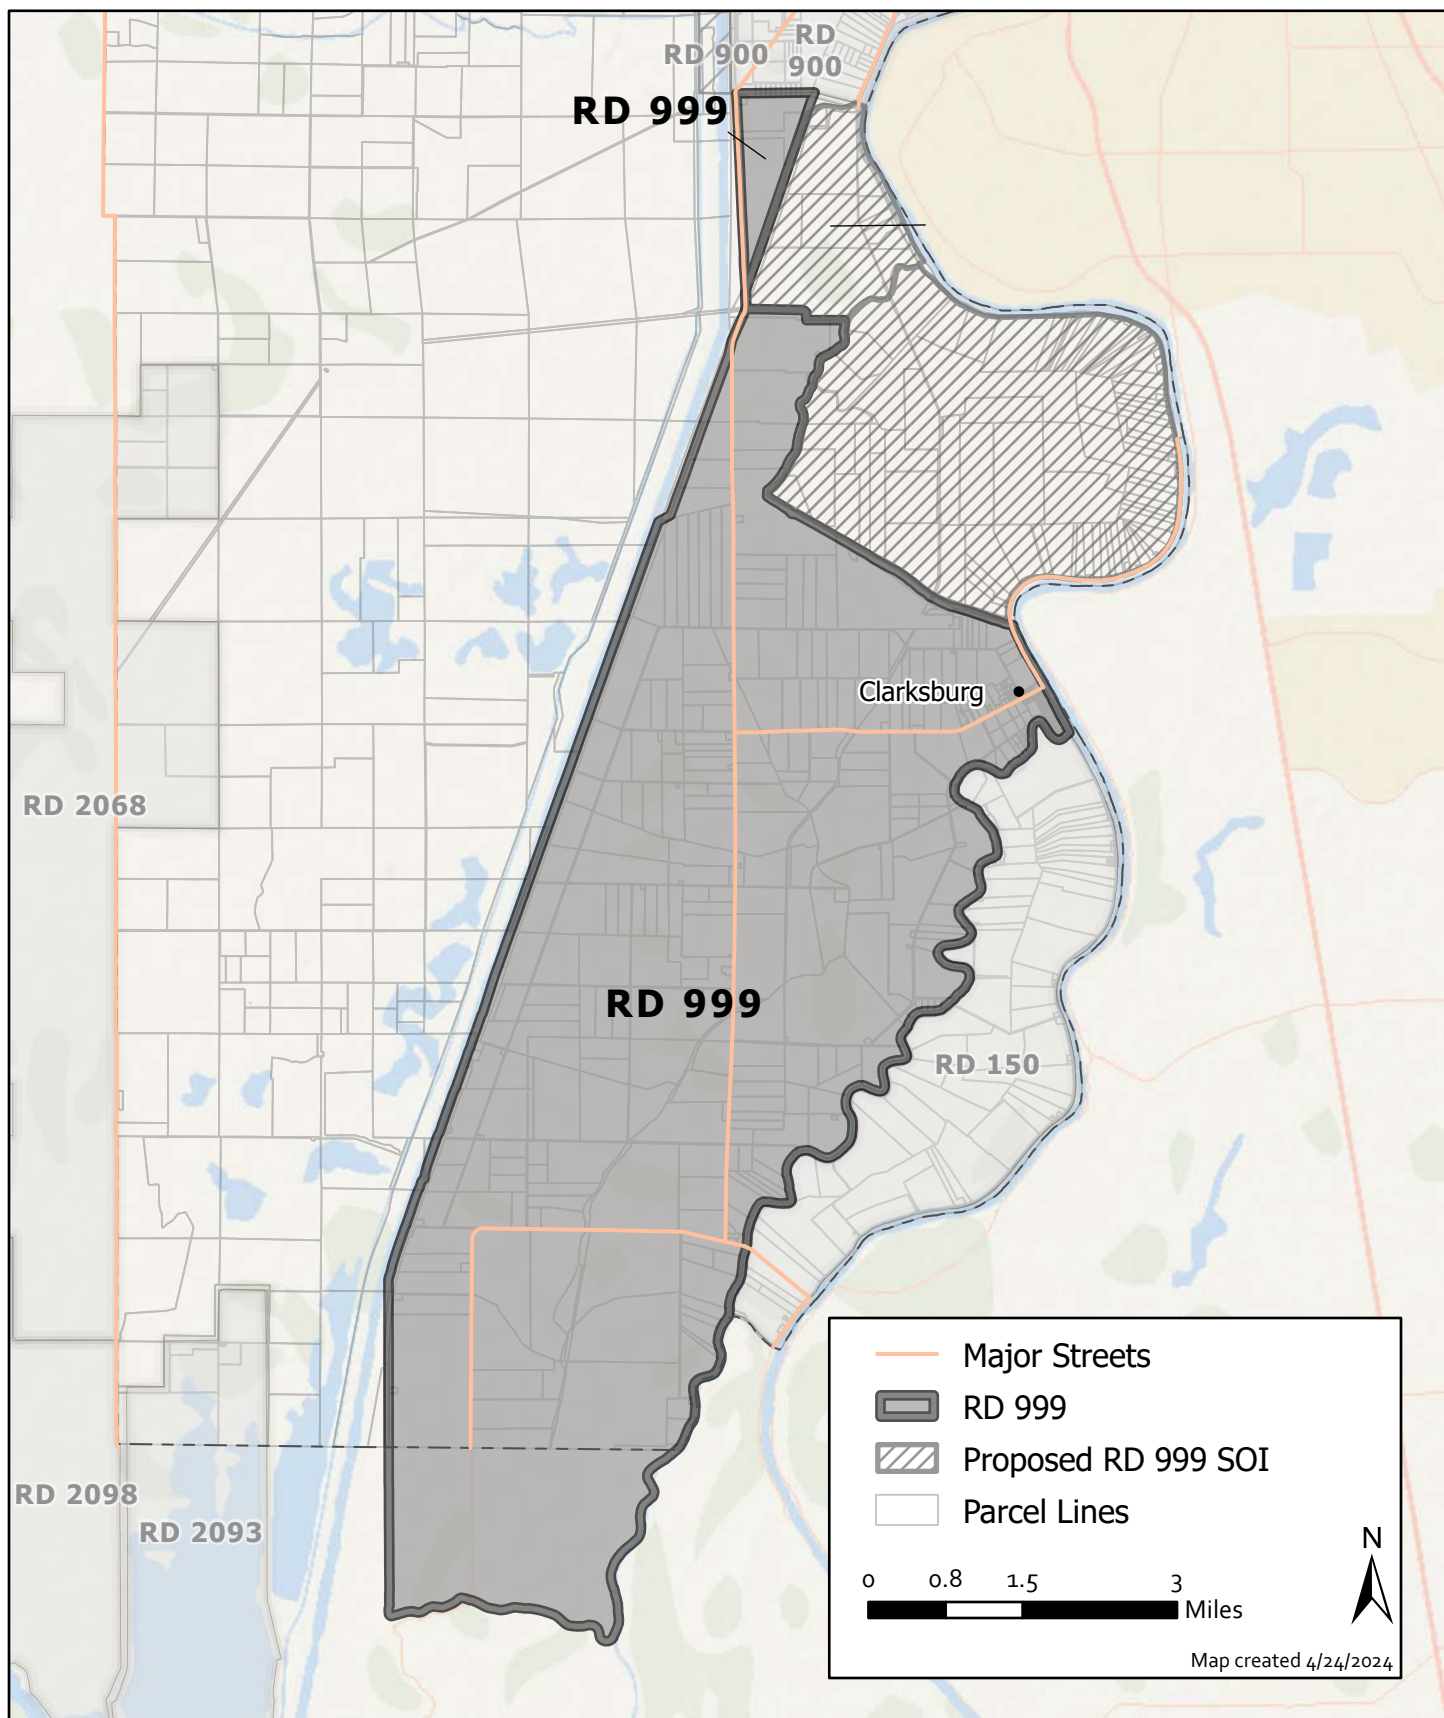 RD 900
RD
900
RD 999
Clarksburg
RD 2068
RD 999
RD 150
RD 2098
RD 2093
Major Streets
RD 999
Proposed RD 999 SOI
Parcel Lines
N
0 0.8 1.5 3
Miles
Map created 4/24/2024